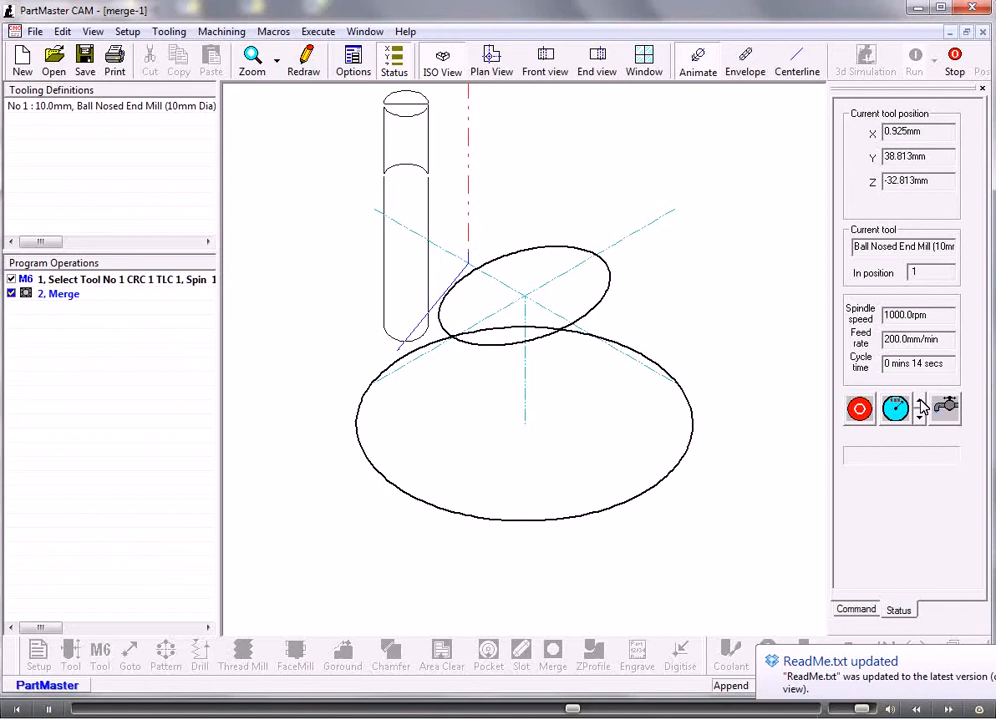 PartMaster CAM - [merge-1]
File Edit View Setup Tooling Machining Macros Execute Window Help
New Open Save Print Cut Copy Paste Zoom Redraw Options Status ISO View Plan View Front view End view Window Animate Envelope Centerline 3d Simulation Run Stop Pos
Tooling Definitions
No 1 : 10.0mm, Ball Nosed End Mill (10mm Dia)
Program Operations
M6 1, Select Tool No 1 CRC 1 TLC 1, Spin 1
2, Merge
Current tool position
X 0.925mm
Y 38.813mm
Z -32.813mm
Current tool
Ball Nosed End Mill (10mr
In position 1
Spindle speed 1000.0rpm
Feed rate 200.0mm/min
Cycle time 0 mins 14 secs
Command Status
M6
Setup Tool Tool Goto Pattern Drill Thread Mill FaceMill Goround Chamfer Area Clear Pocket Slot Merge ZProfile Engrave Digitise Coolant
PartMaster
Append
ReadMe.txt updated
"ReadMe.txt" was updated to the latest version (c
view).